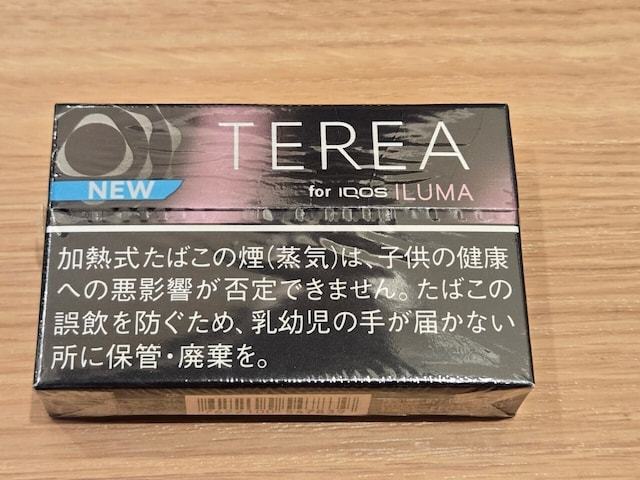 TEREA
NEW
for IQOS ILUMA
加熱式たばこの煙(蒸気)は、子供の健康
への悪影響が否定できません。たばこの
誤飲を防ぐため、乳幼児の手が届かない
所に保管・廃棄を。